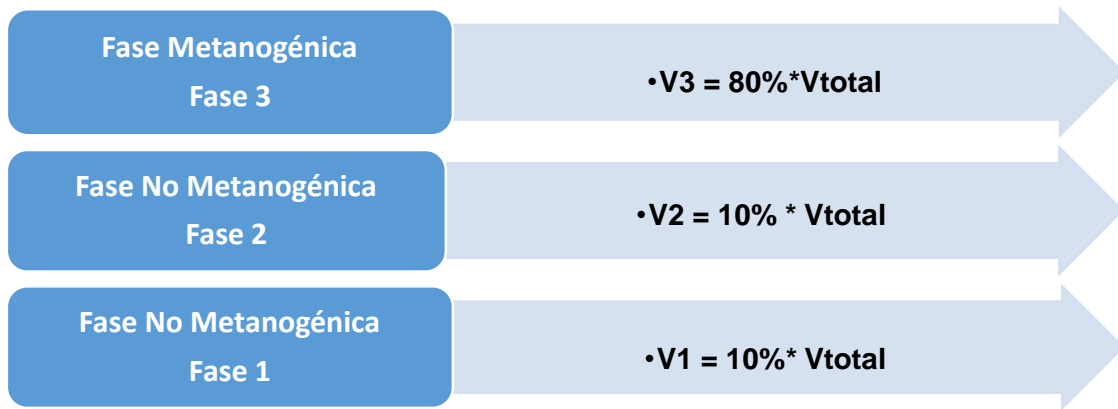 Fase Metanogénica
Fase 3
•V3 = 80%*Vtotal
Fase No Metanogénica
Fase 2
•V2 = 10% * Vtotal
Fase No Metanogénica
Fase 1
•V1 = 10%* Vtotal